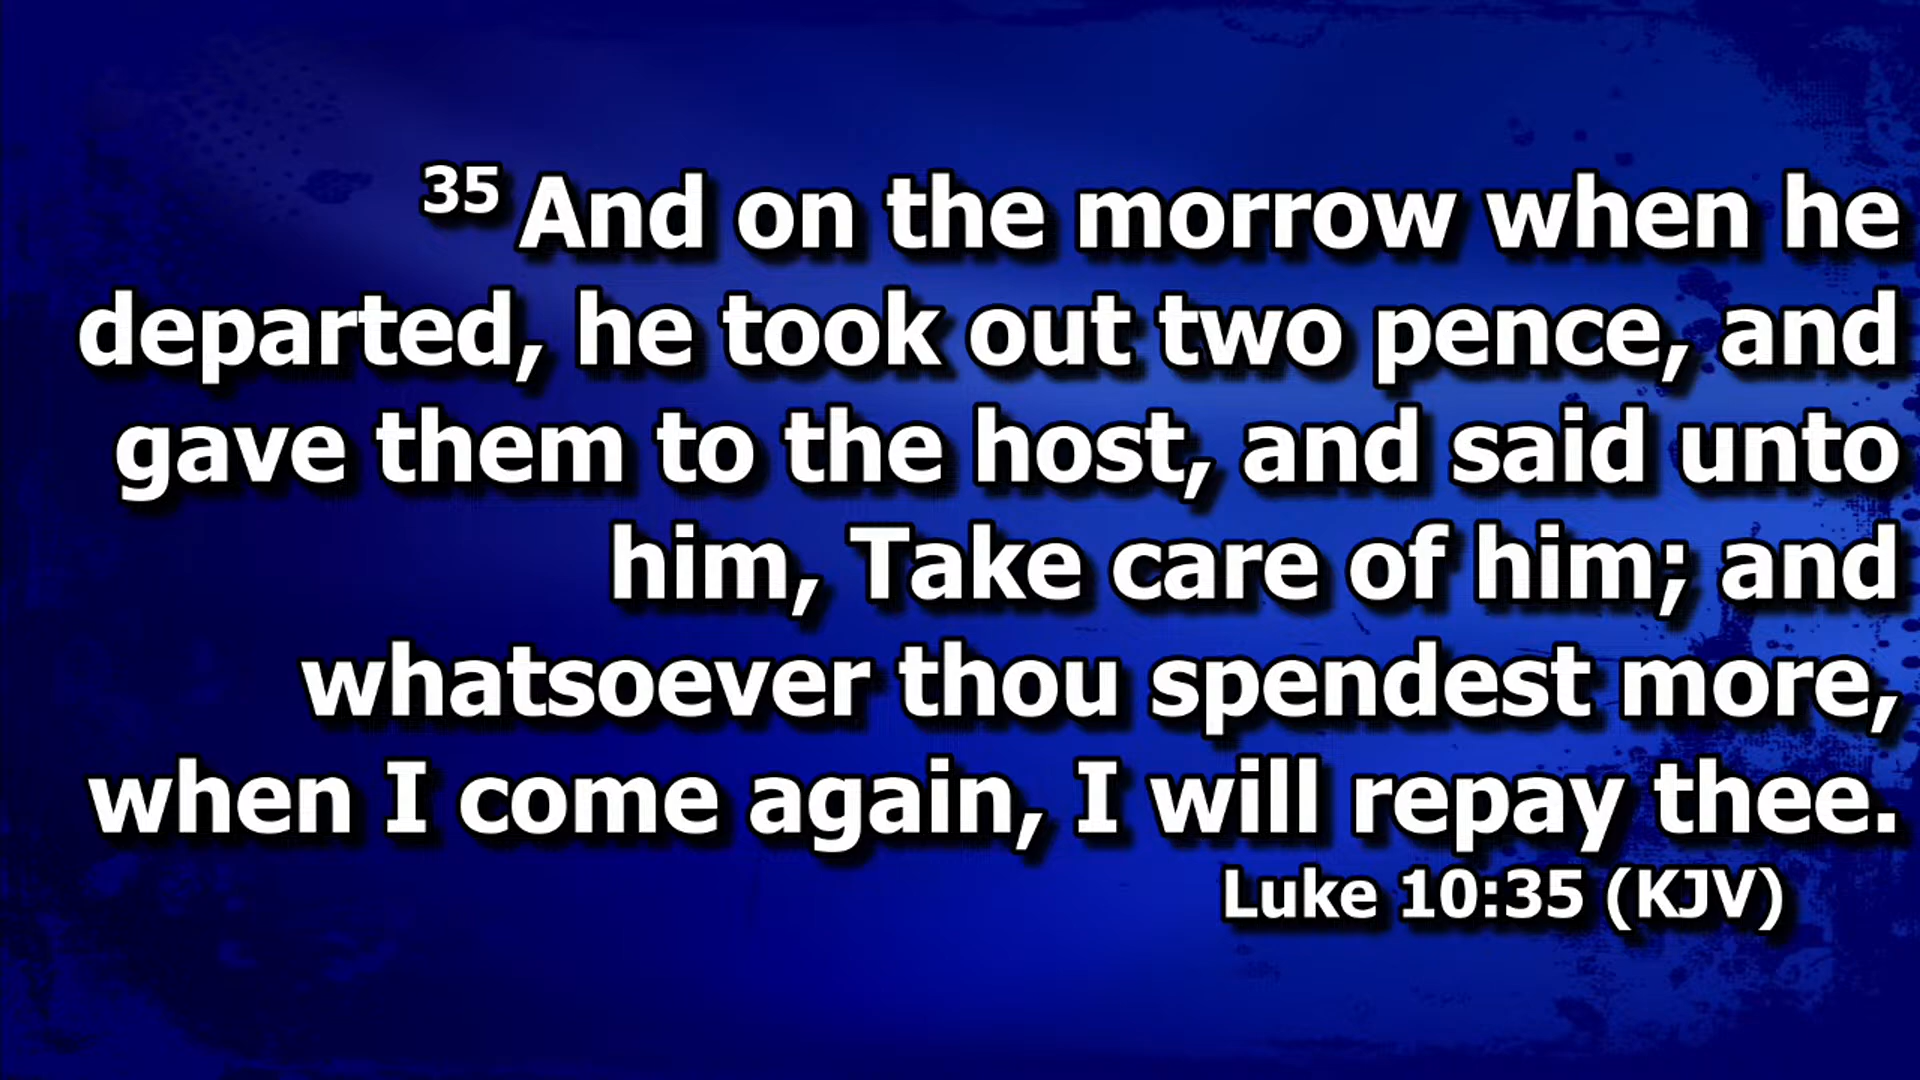 35 And on the morrow when he
departed, he took out two pence, and
gave them to the host, and said unto
him, Take care of him; and
whatsoever thou spendest more,
when I come again, I will repay thee.
Luke 10:35 (KJV)